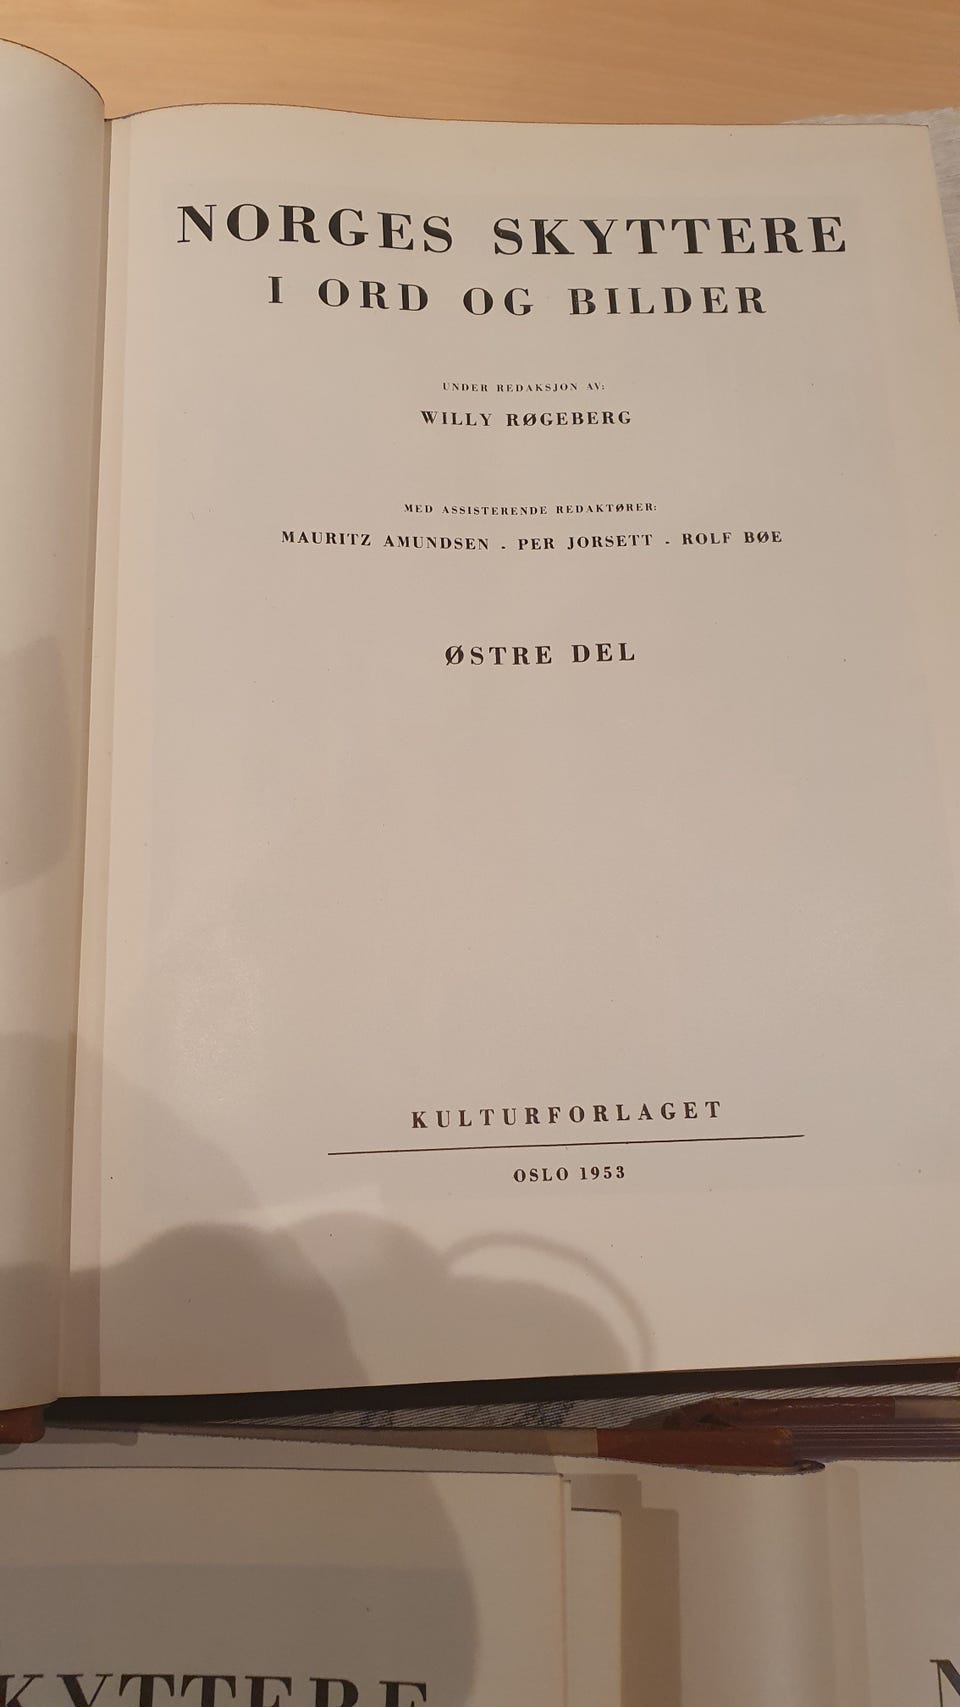 NORGES SKYTTERE
I ORD OG BILDER
UNDER REDAKSJON AV:
WILLY RØGEBERG
MED ASSISTERENDE REDAKTØRER:
MAURITZ AMUNDSEN . PER JORSETT . ROLF BØE
ØSTRE DEL
KULTURFORLAGET
OSLO 1953
KYTTERE
N